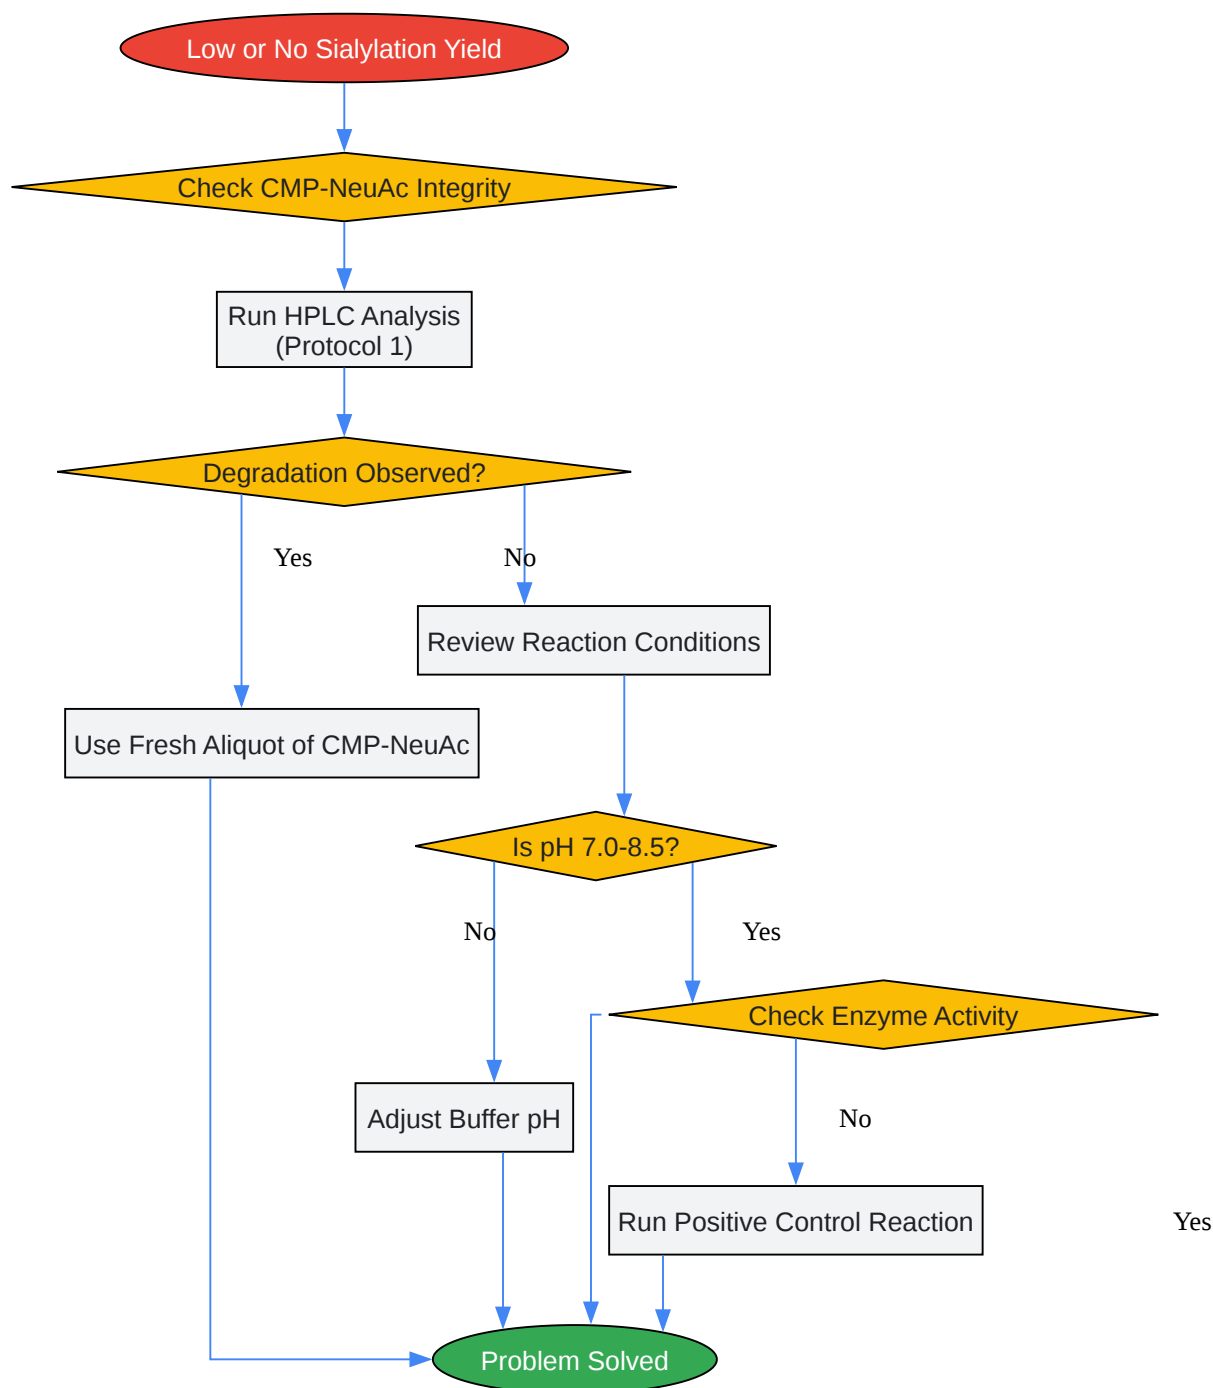 Low or No Sialylation Yield
Check CMP-NeuAc Integrity
Run HPLC Analysis
(Protocol 1)
Degradation Observed?
Yes
No
Review Reaction Conditions
Use Fresh Aliquot of CMP-NeuAc
Is pH 7.0-8.5?
No
Yes
Check Enzyme Activity
Adjust Buffer pH
No
Run Positive Control Reaction
Yes
Problem Solved